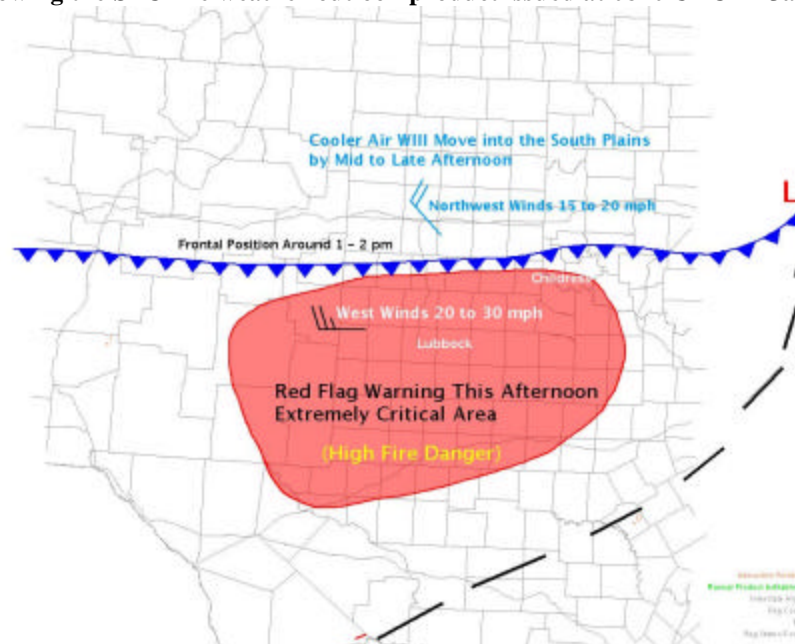 Cooler Air WIll Move into the South Plains
by Mid to Late Afternoon
L
Northwest Winds 15 to 20 mph
Frontal Position Around 1 - 2 pm
Childress
West Winds 20 to 30 mph
Lubbock
Red Flag Warning This Afternoon
Extremely Critical Area
(High Fire Danger)